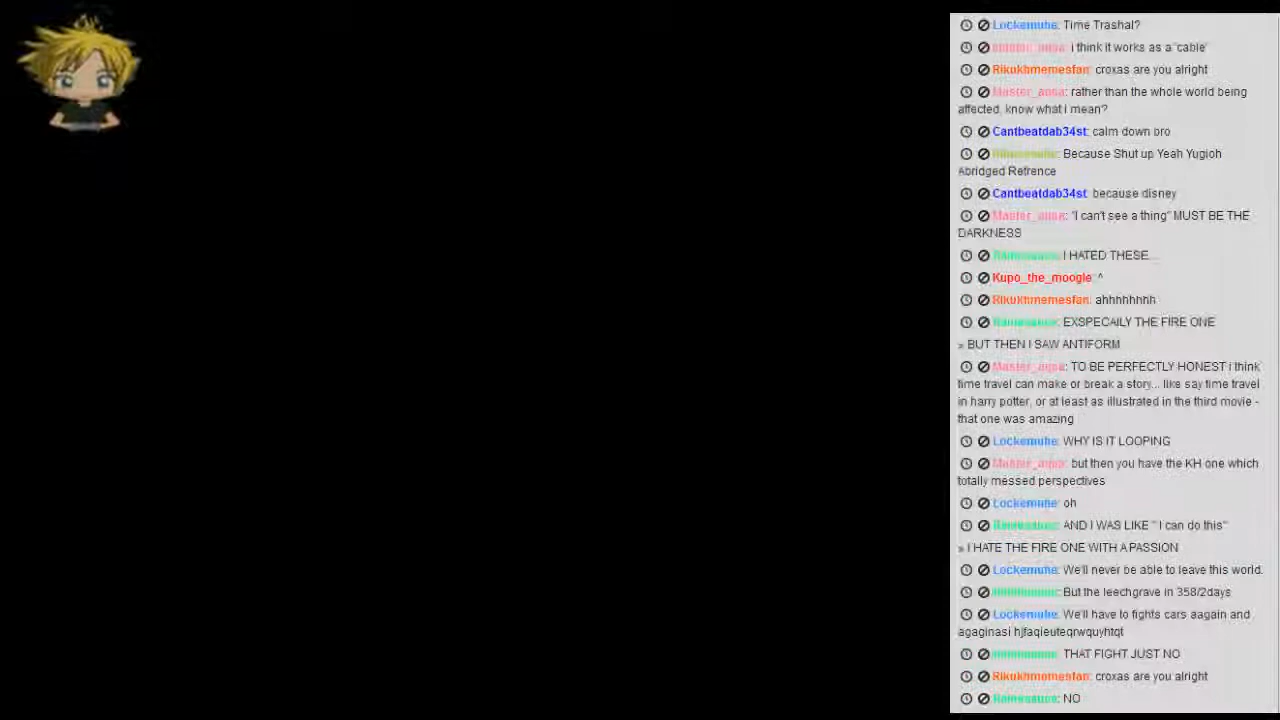 Lockemuhe: Time Trashal?
i think it works as a "cable"
Rikukhmemesfan: croxas are you alright
Master_aqua: rather than the whole world being
affected, know what i mean?
Cantbeatdab34st: calm down bro
Because Shut up Yeah Yugioh
Abridged Refrence
Cantbeatdab34st: because disney
Master_aqua: "I can't see a thing" MUST BE THE
DARKNESS
Rainesauce: I HATED THESE...
Kupo_the_moogle: ^
Rikukhmemesfan: ahhhhhhhh
Rainesauce: EXSPECAILY THE FIRE ONE
» BUT THEN I SAW ANTIFORM
Master_aqua: TO BE PERFECTLY HONEST i think
time travel can make or break a story... like say time travel
in harry potter, or at least as illustrated in the third movie -
that one was amazing
Lockemuhe: WHY IS IT LOOPING
Master_aqua: but then you have the KH one which
totally messed perspectives
Lockemuhe: oh
Rainesauce: AND I WAS LIKE " I can do this"
» I HATE THE FIRE ONE WITH A PASSION
Lockemuhe: We'll never be able to leave this world.
But the leechgrave in 358/2days
Lockemuhe: We'll have to fights cars aagain and
agaginasi hjfaqieuteqrwquyhtqt
THAT FIGHT JUST NO
Rikukhmemesfan: croxas are you alright
Rainesauce: NO